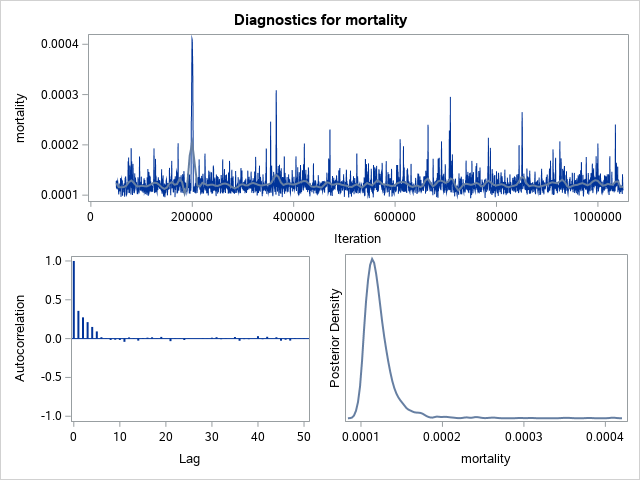 Diagnostics for mortality
mortality
0.0004
0.0003
0.0002
0.0001
0 200000 400000 600000 800000 1000000
Iteration
Autocorrelation
1.0
0.5
0.0
-0.5
-1.0
0 10 20 30 40 50
Lag
Posterior Density
0.0001 0.0002 0.0003 0.0004
mortality